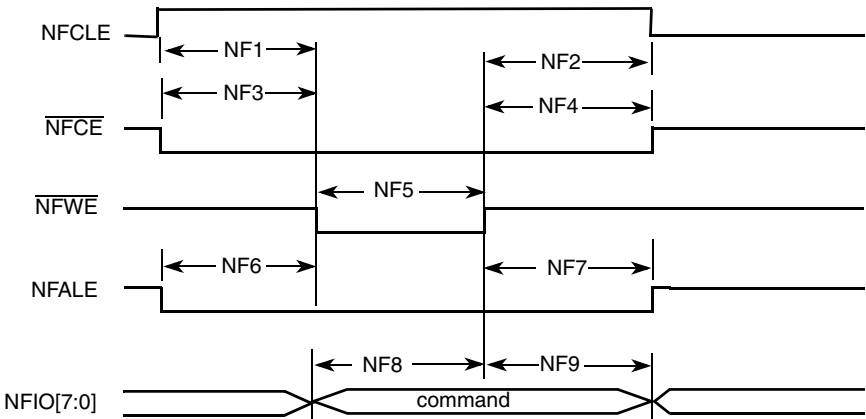 NFCLE
NF1
NF2
NF3
NF4
NFCE
NF5
NFWE
NF6
NF7
NFALE
NF8
NF9
NFIO[7:0]
command